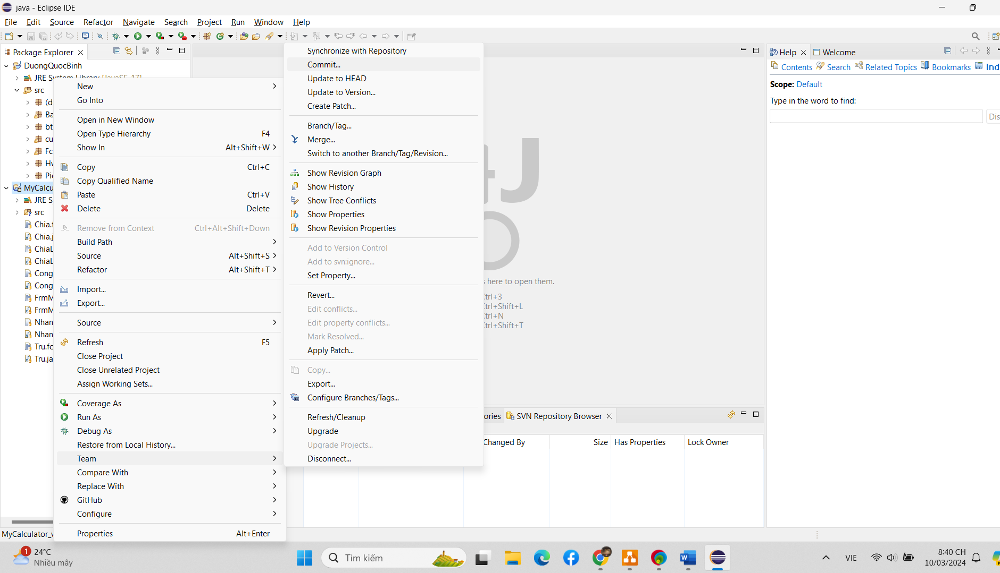 java - Eclipse IDE
File Edit Source Refactor Navigate Search Project Run Window Help
Package Explorer
DuongQuocBinh
JRE System Library [JavaSE-17]
src
MyCalcu
JRE Sy
src
Chia.f
Chia.j
ChiaL
ChiaL
Cong
Cong
FrmM
FrmM
Nhan
Nhan
Tru.fo
Tru.ja
New
Go Into
Open in New Window
Open Type Hierarchy F4
Show In Alt+Shift+W
Copy Ctrl+C
Copy Qualified Name
Paste Ctrl+V
Delete Delete
Remove from Context Ctrl+Alt+Shift+Down
Build Path
Source Alt+Shift+S
Refactor Alt+Shift+T
Import...
Export...
Source
Refresh F5
Close Project
Close Unrelated Project
Assign Working Sets...
Coverage As
Run As
Debug As
Restore from Local History...
Team
Compare With
Replace With
GitHub
Configure
Properties Alt+Enter
Synchronize with Repository
Commit...
Update to HEAD
Update to Version...
Create Patch...
Branch/Tag...
Merge...
Switch to another Branch/Tag/Revision...
Show Revision Graph
Show History
Show Tree Conflicts
Show Properties
Show Revision Properties
Add to Version Control
Add to svn:ignore...
Set Property...
Revert...
Edit conflicts...
Edit property conflicts...
Mark Resolved...
Apply Patch...
Copy...
Export...
Configure Branches/Tags...
Refresh/Cleanup
Upgrade
Upgrade Projects...
Disconnect...
J
here to open them.
Ctrl+3
Ctrl+Shift+L
Ctrl+N
Ctrl+Shift+T
ories SVN Repository Browser
Changed By Size Has Properties Lock Owner
Help Welcome
Contents Search Related Topics Bookmarks Ind
Scope: Default
Type in the word to find:
Dis
MyCalculator_
1
24°C
Nhiều mây
Tìm kiếm
VIE
8:40 CH
10/03/2024